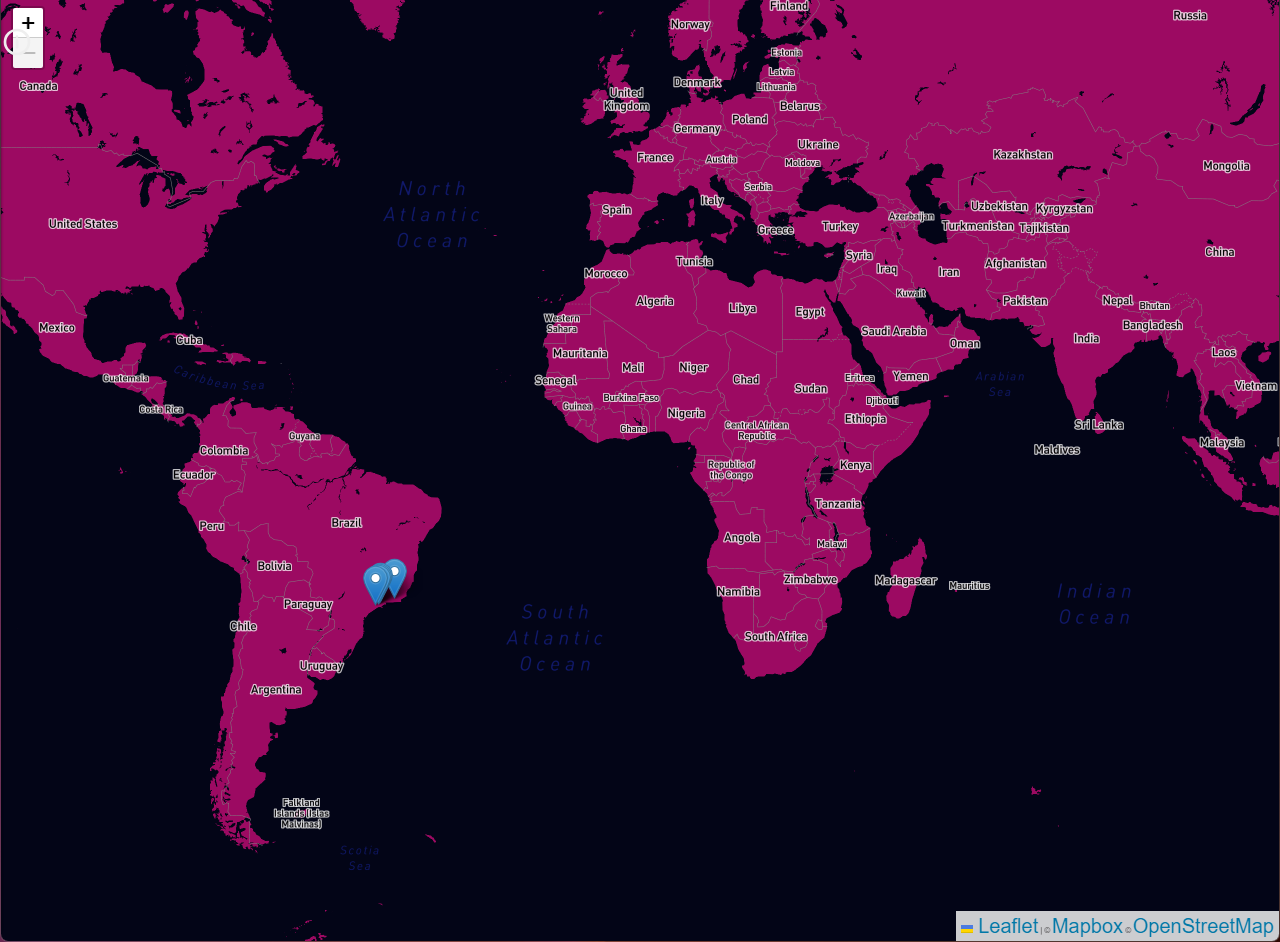 +
−
Finland
Russia
Norway
Estonia
Latvia
Denmark
Canada
Lithuania
United
Kingdom
Belarus
Poland
Germany
Ukraine
Kazakhstan
France
Austria
Moldova
Mongolia
North
Atlantic
Ocean
Serbia
Italy
Uzbekistan
Kyrgyzstan
Spain
Azerbaijan
United States
Turkey
Turkmenistan
Tajikistan
Greece
China
Syria
Tunisia
Afghanistan
Iraq
Iran
Morocco
Kuwait
Algeria
Pakistan
Nepal
Bhutan
Libya
Egypt
Western
Sahara
Bangladesh
Mexico
Saudi Arabia
India
Cuba
Oman
Mauritania
Laos
Mali
Niger
Caribbean Sea
Guatemala
Senegal
Chad
Eritrea
Yemen
Arabian
Sea
Vietnam
Sudan
Burkina Faso
Djibouti
Costa Rica
Guinea
Nigeria
Ethiopia
Ghana
Central African
Republic
Sri Lanka
Guyana
Malaysia
Colombia
Maldives
Republic of
the Congo
Kenya
Ecuador
Tanzania
Brazil
Peru
Angola
Malawi
Bolivia
Zimbabwe
Madagascar
Mauritius
Namibia
Indian
Ocean
Paraguay
South
Atlantic
Ocean
Chile
South Africa
Uruguay
Argentina
Falkland
Islands (Islas
Malvinas)
Scotia
Sea
Leaflet | © Mapbox © OpenStreetMap